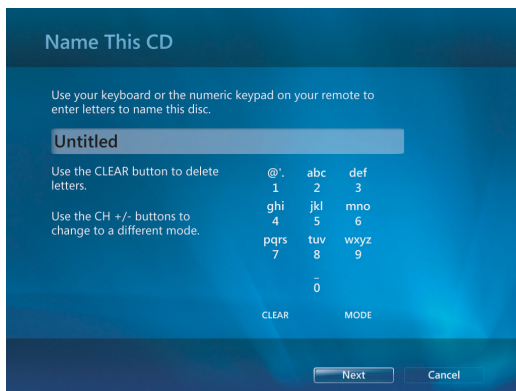 Name This CD
Use your keyboard or the numeric keypad on your remote to
enter letters to name this disc.
Untitled
Use the CLEAR button to delete
letters.
Use the CH +/- buttons to
change to a different mode.
@'. abc def
1 2 3
ghi jkl mno
4 5 6
pqrs tuv wxyz
7 8 9
_
0
CLEAR MODE
Next Cancel